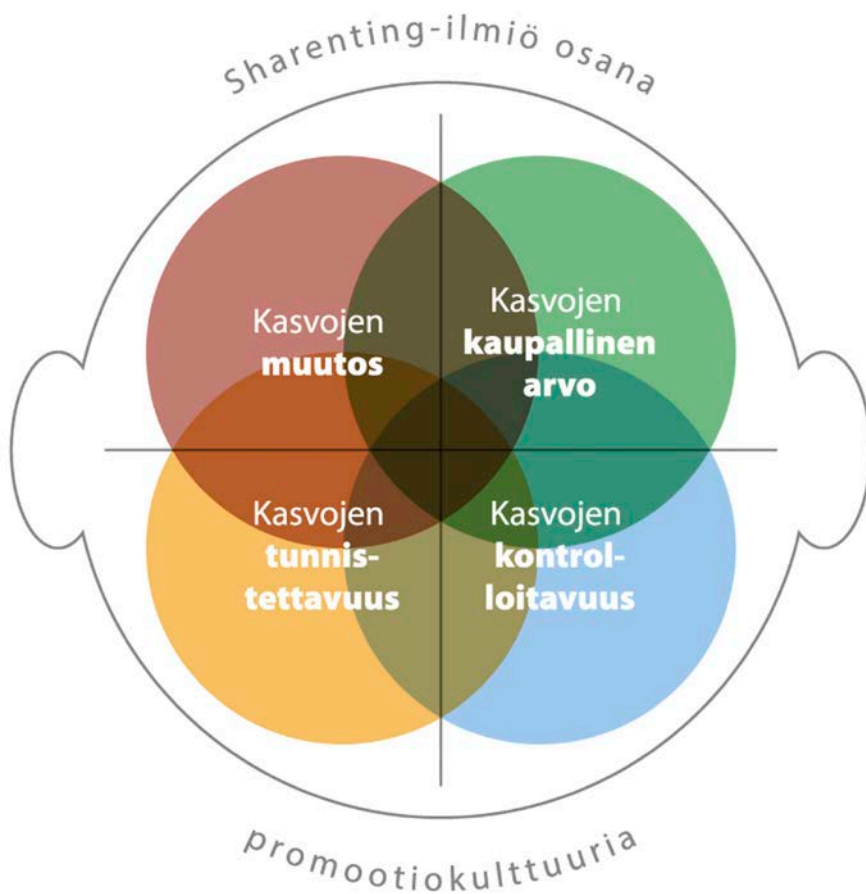 Sharenting-ilmiö osana
Kasvojen
muutos
Kasvojen
kaupallinen
arvo
Kasvojen
tunnis-
tettavuus
Kasvojen
kontrol-
loitavuus
promootiokulttuuria